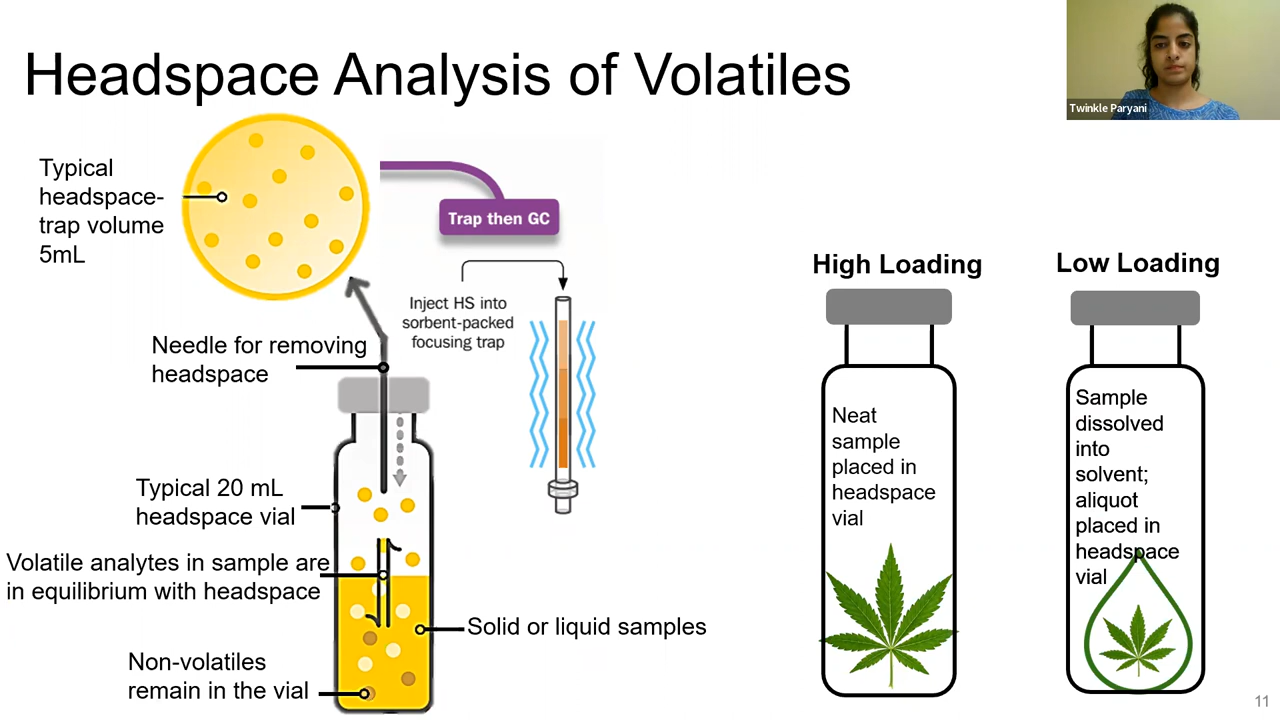 Headspace Analysis of Volatiles
Twinkle Paryani
Typical
headspace-
trap volume
5mL
Trap then GC
Inject HS into
sorbent-packed
focusing trap
Needle for removing
headspace
Typical 20 mL
headspace vial
Volatile analytes in sample are
in equilibrium with headspace
Solid or liquid samples
Non-volatiles
remain in the vial
High Loading
Neat
sample
placed in
headspace
vial
Low Loading
Sample
dissolved
into
solvent;
aliquot
placed in
headspace
vial
11